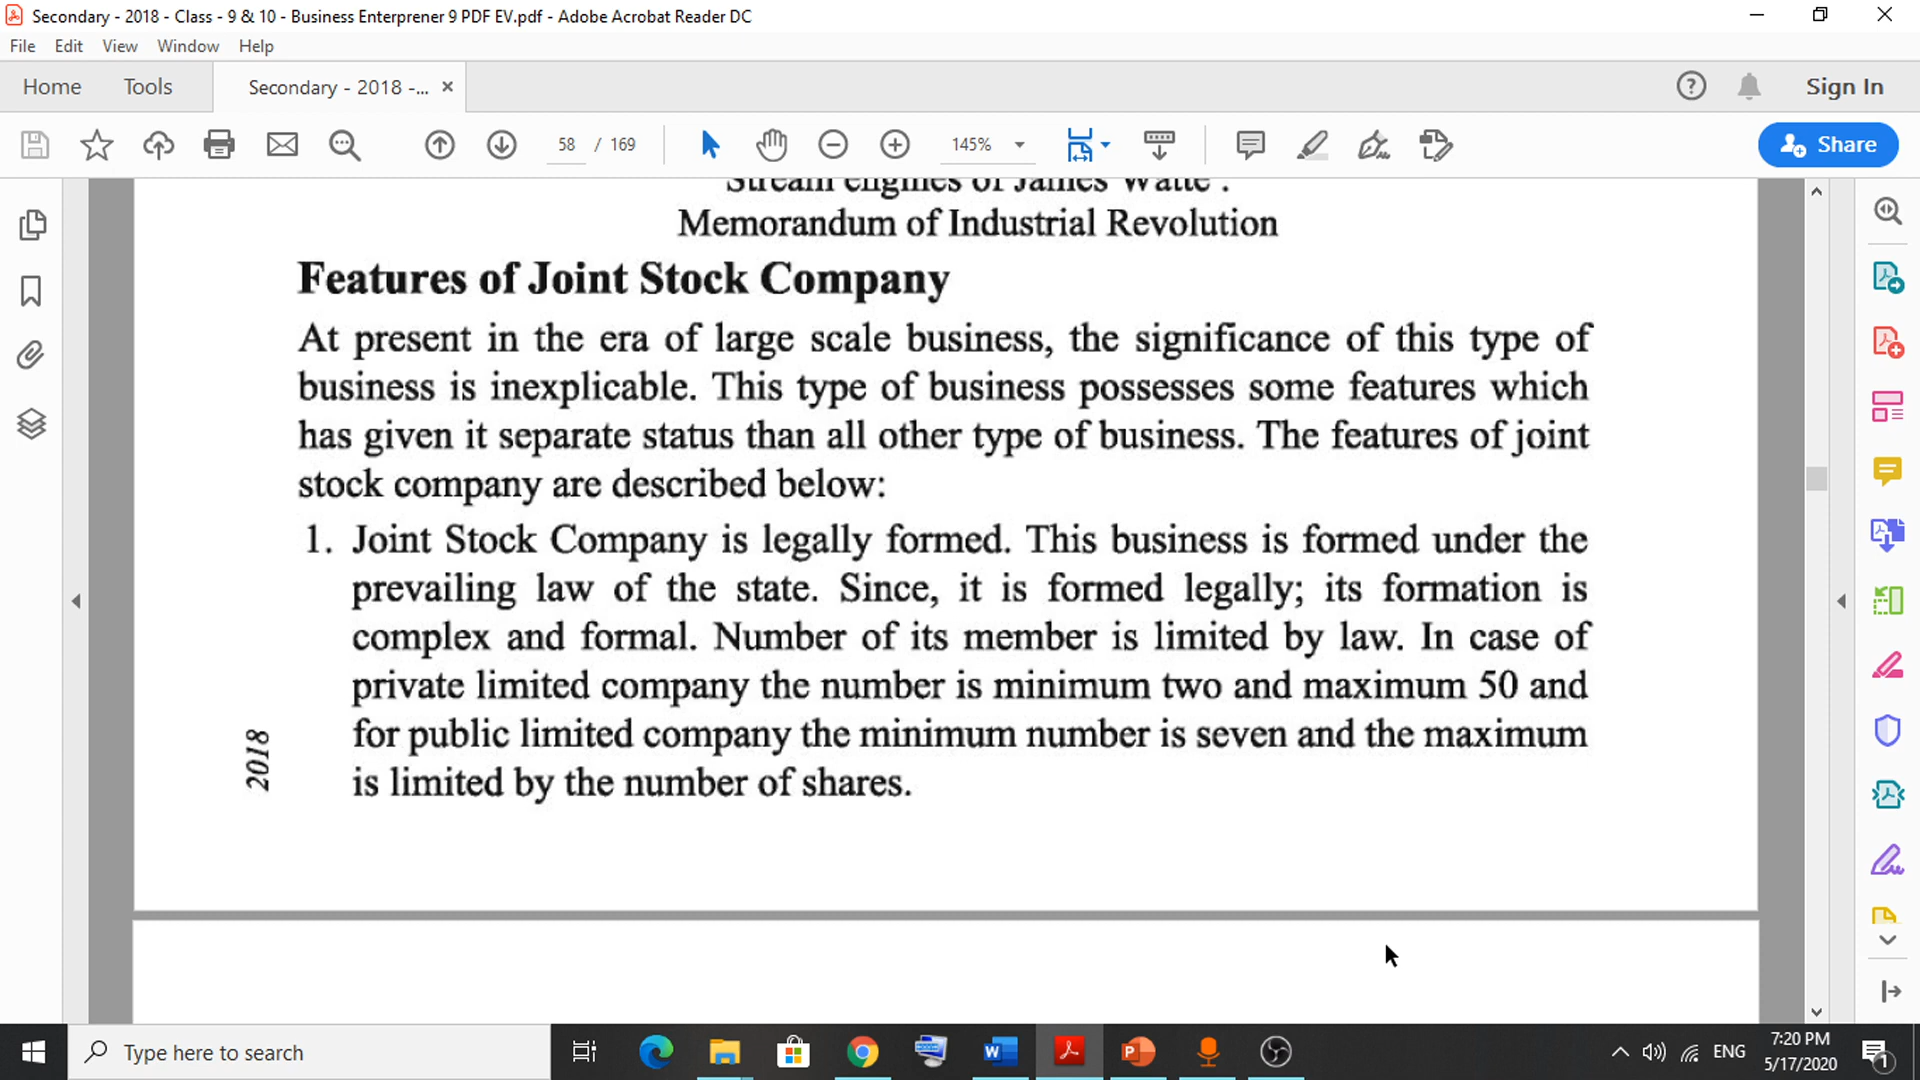 Secondary - 2018 - Class - 9 & 10 - Business Enterprener 9 PDF EV.pdf - Adobe Acrobat Reader DC
File Edit View Window Help
Home Tools Secondary - 2018 -... Sign In
58 / 169 145% Share
Stream engines of James Watte .
Memorandum of Industrial Revolution
Features of Joint Stock Company
At present in the era of large scale business, the significance of this type of
business is inexplicable. This type of business possesses some features which
has given it separate status than all other type of business. The features of joint
stock company are described below:
1. Joint Stock Company is legally formed. This business is formed under the
prevailing law of the state. Since, it is formed legally; its formation is
complex and formal. Number of its member is limited by law. In case of
private limited company the number is minimum two and maximum 50 and
for public limited company the minimum number is seven and the maximum
is limited by the number of shares.
2018
Type here to search
ENG
7:20 PM
5/17/2020
1